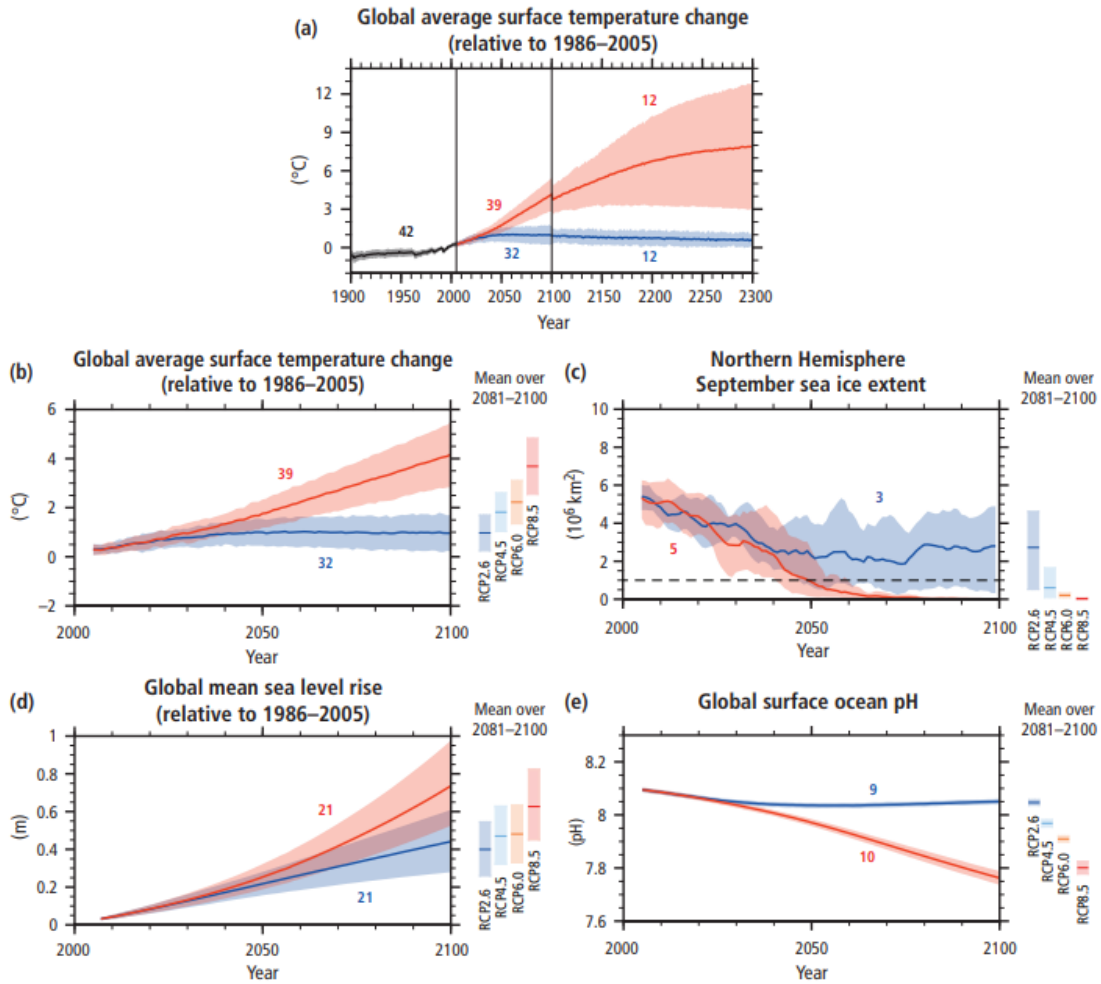 (a)
Global average surface temperature change
(relative to 1986–2005)
(°C)
12
9
6
3
0
42
39
32
12
12
1900 1950 2000 2050 2100 2150 2200 2250 2300
Year
(b)
Global average surface temperature change
(relative to 1986–2005)
Mean over
2081–2100
(°C)
6
4
2
0
−2
39
32
2000 2050 2100
Year
RCP2.6
RCP4.5
RCP6.0
RCP8.5
(c)
Northern Hemisphere
September sea ice extent
Mean over
2081–2100
(10⁶ km²)
10
8
6
4
2
0
3
5
2000 2050 2100
Year
RCP2.6
RCP4.5
RCP6.0
RCP8.5
(d)
Global mean sea level rise
(relative to 1986–2005)
Mean over
2081–2100
(m)
1
0.8
0.6
0.4
0.2
0
21
21
2000 2050 2100
Year
RCP2.6
RCP4.5
RCP6.0
RCP8.5
(e)
Global surface ocean pH
Mean over
2081–2100
(pH)
8.2
8
7.8
7.6
9
10
2000 2050 2100
Year
RCP2.6
RCP4.5
RCP6.0
RCP8.5